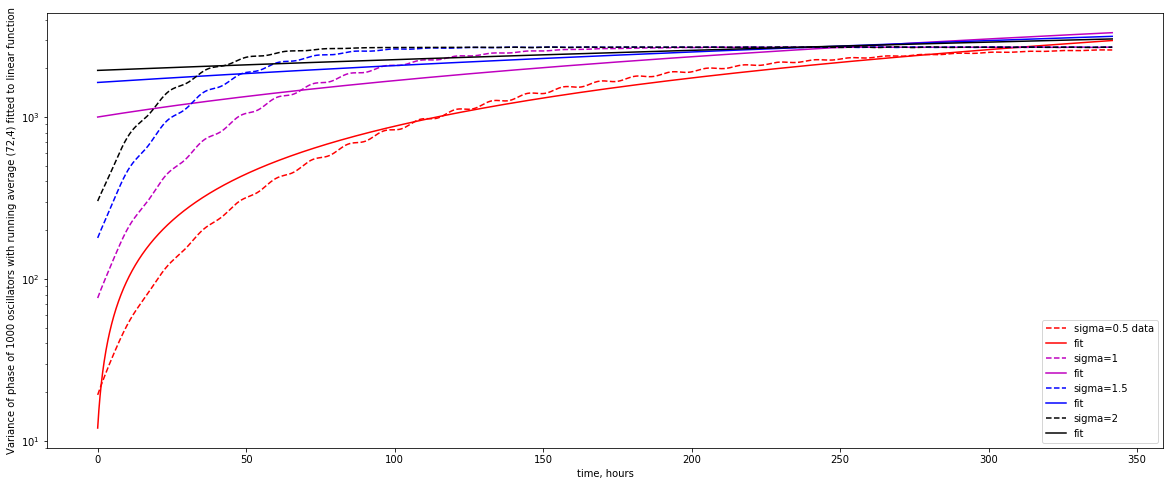 Variance of phase of 1000 oscillators with running average (72,4) fitted to linear function
10³
10²
10¹
0 50 100 150 200 250 300 350
time, hours
sigma=0.5 data
fit
sigma=1
fit
sigma=1.5
fit
sigma=2
fit